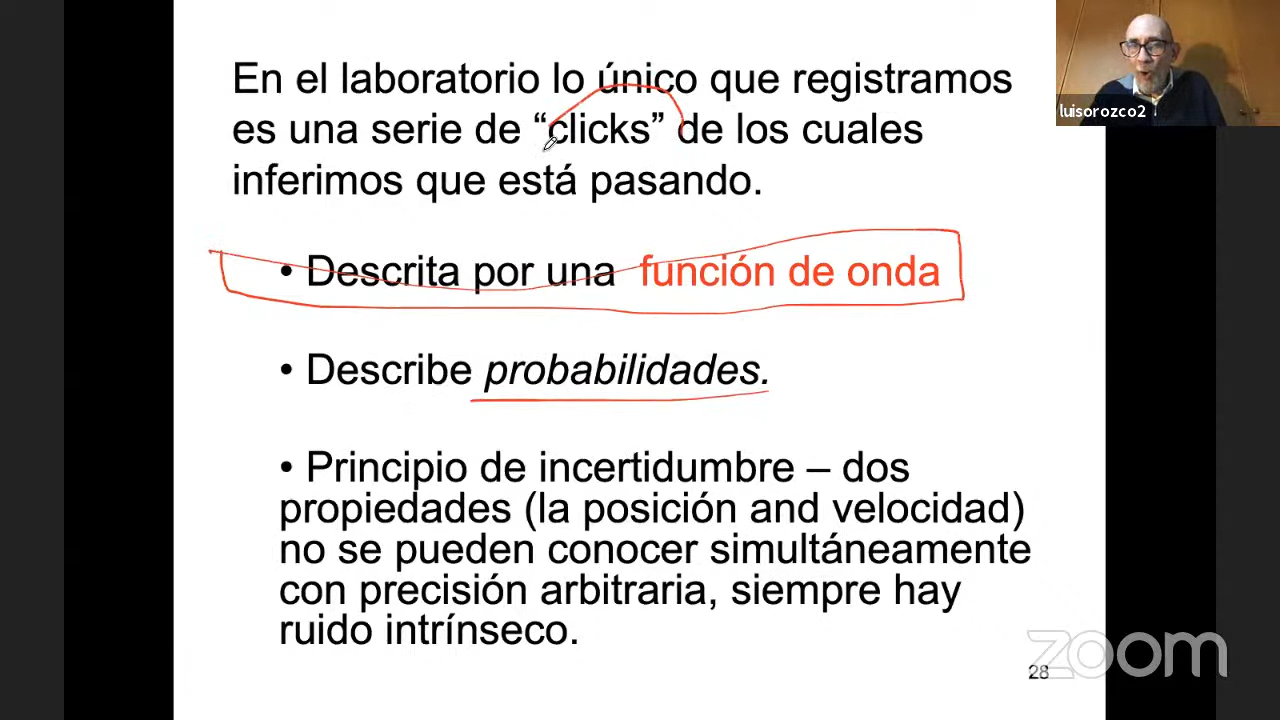 En el laboratorio lo único que registramos
es una serie de “clicks” de los cuales
inferimos que está pasando.
• Descrita por una función de onda
• Describe probabilidades.
• Principio de incertidumbre – dos
propiedades (la posición and velocidad)
no se pueden conocer simultáneamente
con precisión arbitraria, siempre hay
ruido intrínseco.
28
zoom
luisorozco2